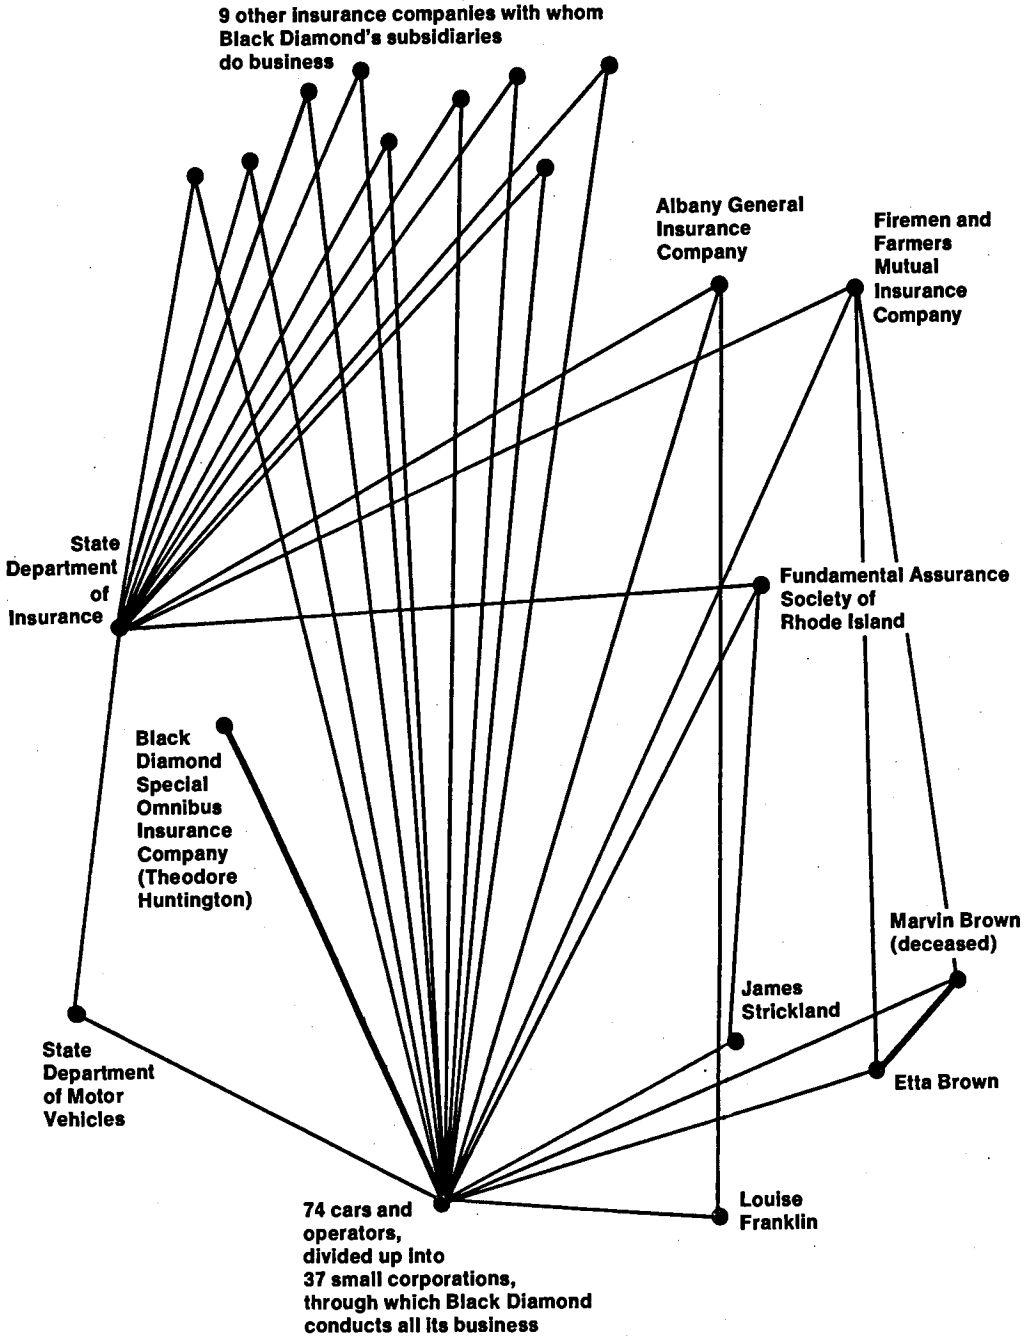 9 other insurance companies with whom
Black Diamond's subsidiaries
do business
Albany General
Insurance
Company
Firemen and
Farmers
Mutual
Insurance
Company
State
Department
of
Insurance
Fundamental Assurance
Society of
Rhode Island
Black
Diamond
Special
Omnibus
Insurance
Company
(Theodore
Huntington)
Marvin Brown
(deceased)
James
Strickland
State
Department
of Motor
Vehicles
Etta Brown
Louise
Franklin
74 cars and
operators,
divided up into
37 small corporations,
through which Black Diamond
conducts all its business